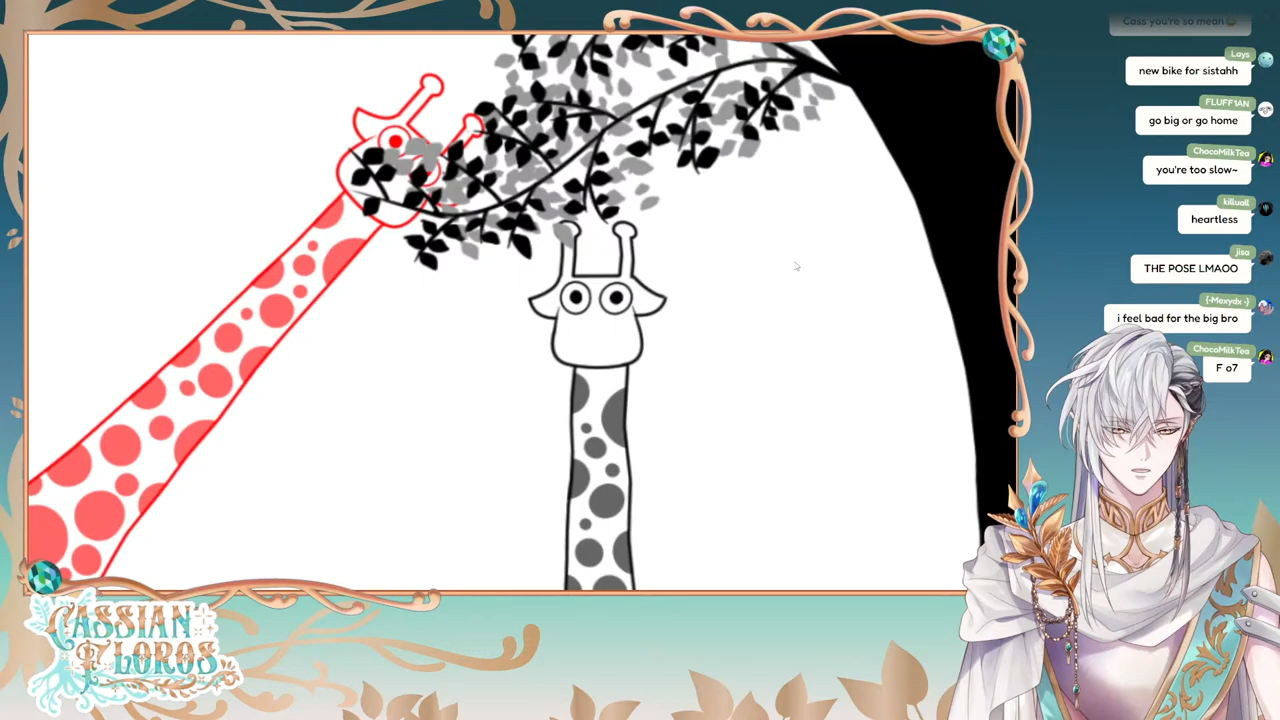 Cass you're so mean
Lays
new bike for sistahh
FLUFF1AN
go big or go home
ChocoMilkTea
you're too slow~
killuall
heartless
jisa
THE POSE LMAOO
{-Mexydx-}
i feel bad for the big bro
ChocoMilkTea
F o7
CASSIAN
FLOROS